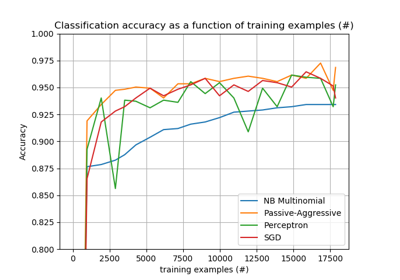 Classification accuracy as a function of training examples (#)
1.000
0.975
0.950
0.925
0.900
0.875
0.850
0.825
0.800
Accuracy
NB Multinomial
Passive-Aggressive
Perceptron
SGD
0 2500 5000 7500 10000 12500 15000 17500
training examples (#)